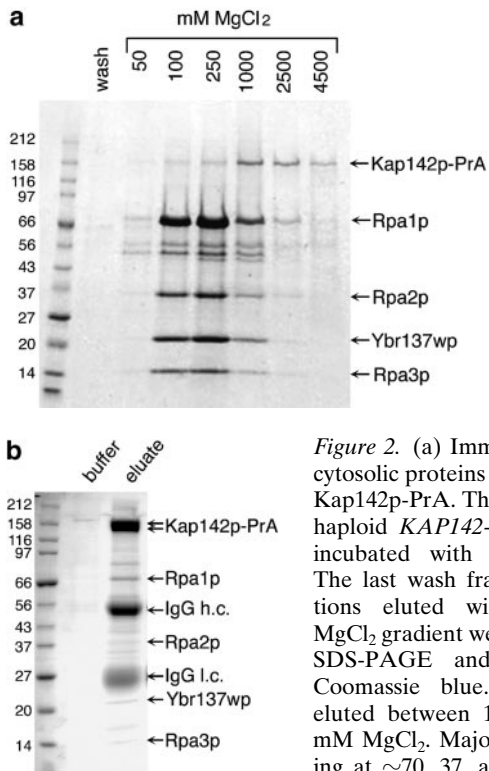 a
mM MgCl2
wash
50
100
250
1000
2500
4500
212
158
116
97
66
56
43
37
27
20
14
Kap142p-PrA
Rpa1p
Rpa2p
Ybr137wp
Rpa3p
b
buffer
eluate
212
158
116
97
66
56
43
37
27
20
14
Kap142p-PrA
Rpa1p
IgG h.c.
Rpa2p
IgG l.c.
Ybr137wp
Rpa3p
Figure 2. (a) Imm
cytosolic proteins
Kap142p-PrA. Th
haploid KAP142-
incubated with
The last wash fra
tions eluted wi
MgCl2 gradient we
SDS-PAGE and
Coomassie blue.
eluted between 1
mM MgCl2. Majo
ing at ~70, 37, a